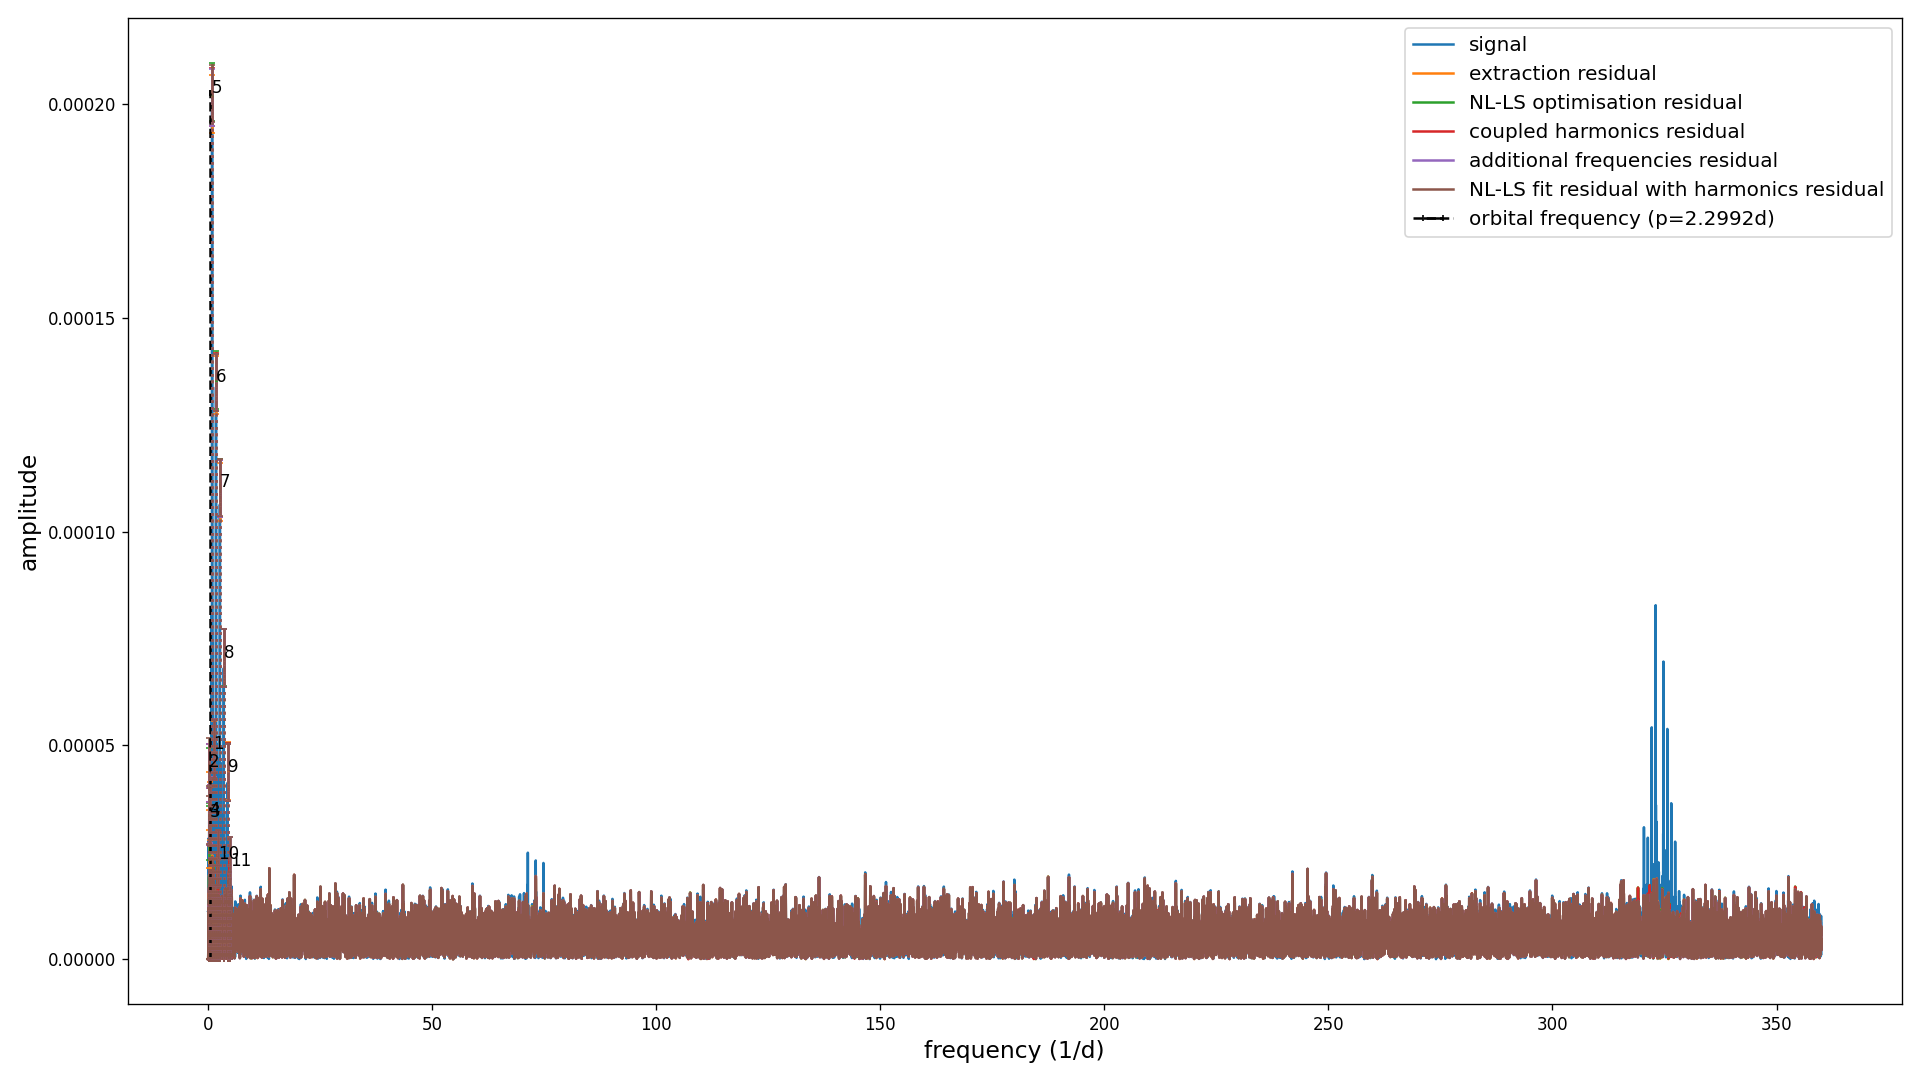 signal
extraction residual
NL-LS optimisation residual
coupled harmonics residual
additional frequencies residual
NL-LS fit residual with harmonics residual
orbital frequency (p=2.2992d)
amplitude
0.00020
0.00015
0.00010
0.00005
0.00000
5
6
7
8
1
2
9
10
11
0
50
100
150
200
250
300
350
frequency (1/d)